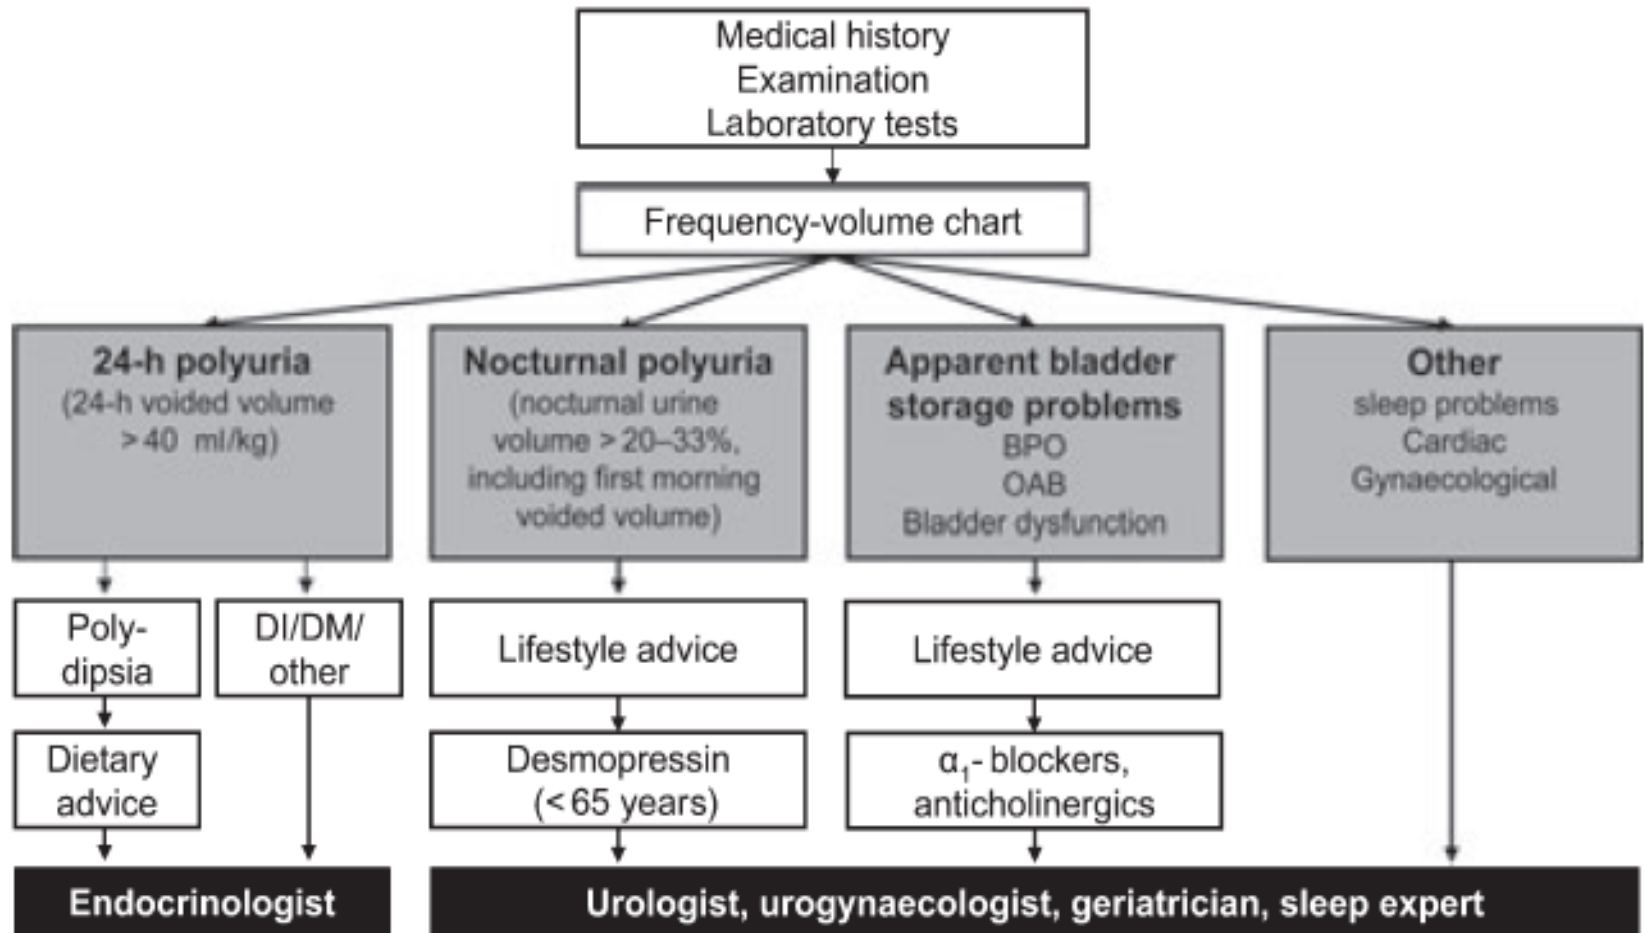 Medical history
Examination
Laboratory tests
Frequency-volume chart
24-h polyuria
(24-h voided volume
> 40 ml/kg)
Nocturnal polyuria
(nocturnal urine
volume > 20–33%,
including first morning
voided volume)
Apparent bladder
storage problems
BPO
OAB
Bladder dysfunction
Other
sleep problems
Cardiac
Gynaecological
Poly-
dipsia
DI/DM/
other
Lifestyle advice
Lifestyle advice
Dietary
advice
Desmopressin
(< 65 years)
α₁- blockers,
anticholinergics
Endocrinologist
Urologist, urogynaecologist, geriatrician, sleep expert